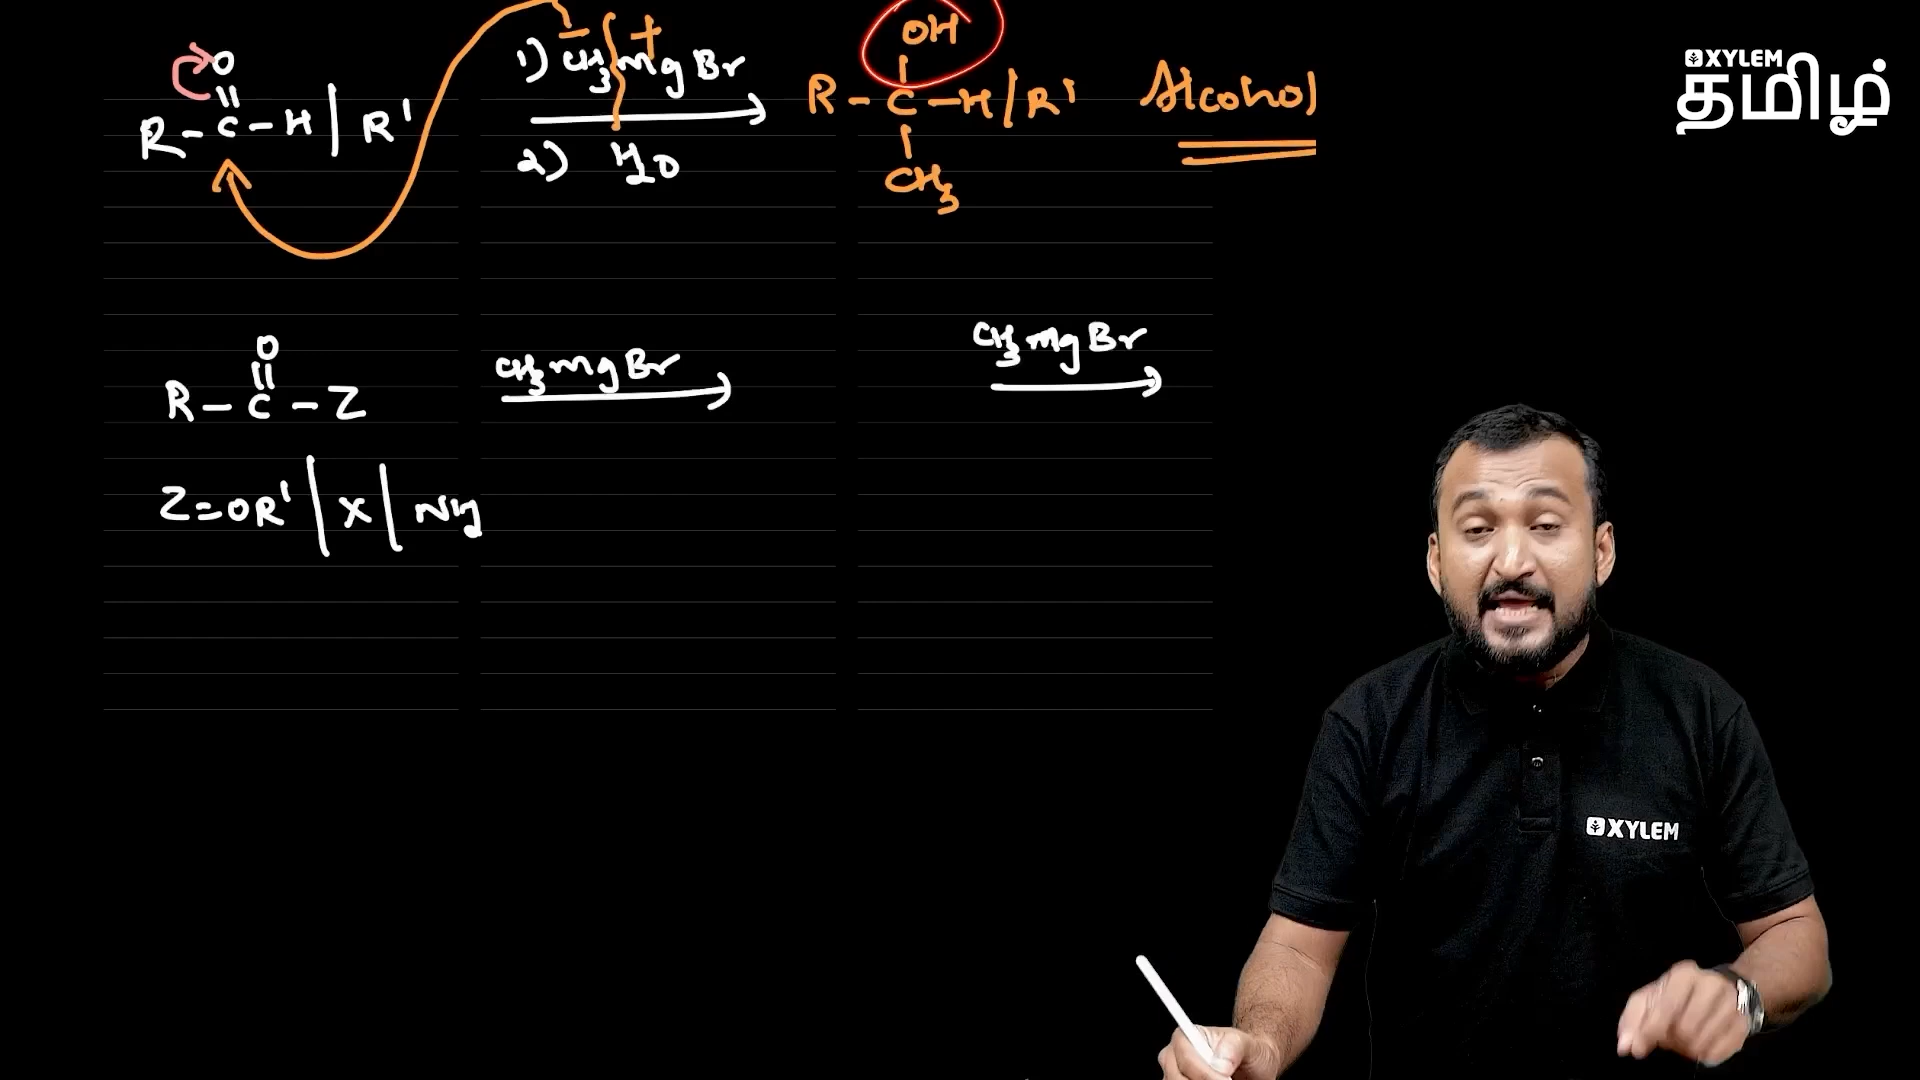 O
||
R - C - H | R'
1) CH3MgBr
2) H2O
- +
OH
|
R - C - H | R'
|
CH3
Alcohol
XYLEM
தமிழ்
O
||
R - C - Z
CH3MgBr
CH3MgBr
Z = OR' | X | NH2
XYLEM